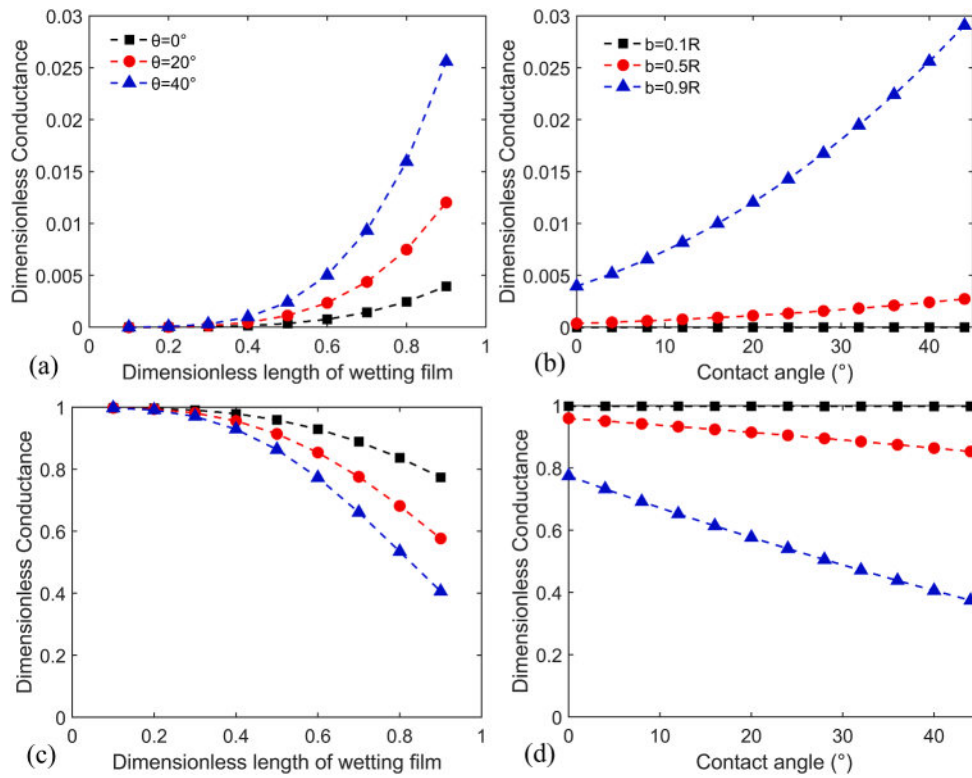 Dimensionless Conductance
0.03
0.025
0.02
0.015
0.01
0.005
0
θ=0°
θ=20°
θ=40°
0 0.2 0.4 0.6 0.8 1
(a) Dimensionless length of wetting film
Dimensionless Conductance
0.03
0.025
0.02
0.015
0.01
0.005
0
b=0.1R
b=0.5R
b=0.9R
0 10 20 30 40
(b) Contact angle (°)
Dimensionless Conductance
1
0.8
0.6
0.4
0.2
0
0 0.2 0.4 0.6 0.8 1
(c) Dimensionless length of wetting film
Dimensionless Conductance
1
0.8
0.6
0.4
0.2
0
0 10 20 30 40
(d) Contact angle (°)